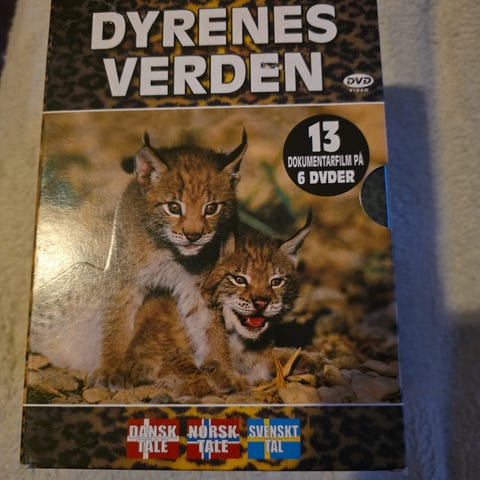 DYRENES
VERDEN
DVD
VIDEO
13
DOKUMENTARFILM PÅ
6 DVDER
DANSK
TALE
NORSK
TALE
SVENSKT
TAL